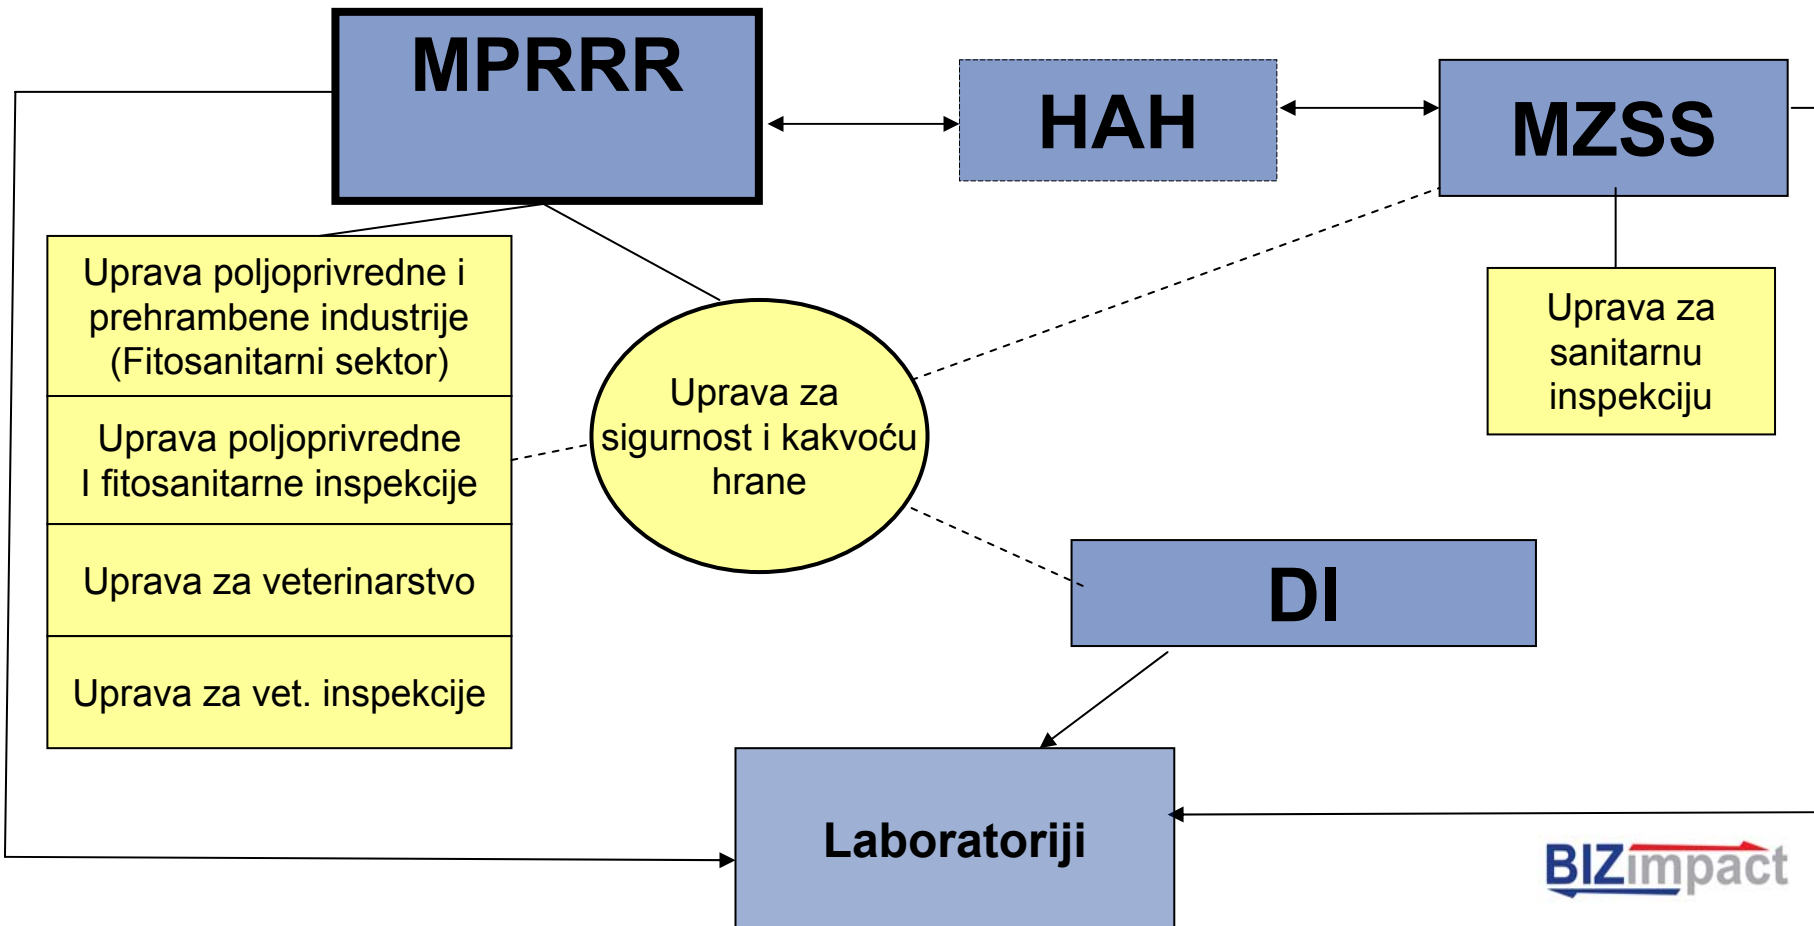 MPRRR
HAH
MZSS
Uprava poljoprivredne i
prehrambene industrije
(Fitosanitarni sektor)
Uprava poljoprivredne
I fitosanitarne inspekcije
Uprava za veterinarstvo
Uprava za vet. inspekcije
Uprava za
sigurnost i kakvoću
hrane
Uprava za
sanitarnu
inspekciju
DI
Laboratoriji
BIZimpact